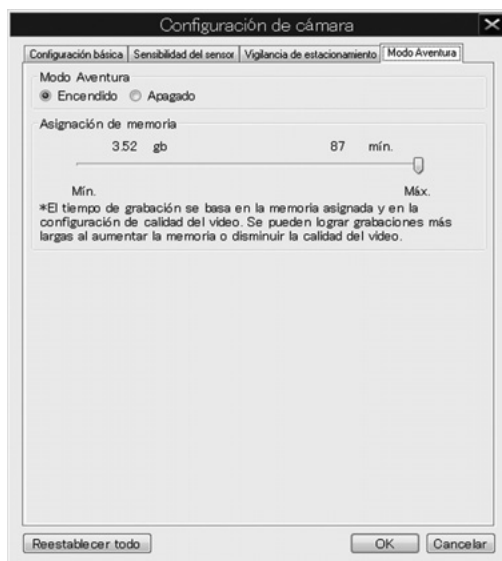 Configuración de cámara
Configuración básica Sensibilidad del sensor Vigilancia de estacionamiento Modo Aventura
Modo Aventura
Encendido Apagado
Asignación de memoria
3.52 gb 87 mín.
Mín. Máx.
*El tiempo de grabación se basa en la memoria asignada y en la
configuración de calidad del vídeo. Se pueden lograr grabaciones más
largas al aumentar la memoria o disminuir la calidad del vídeo.
Reestablecer todo OK Cancelar